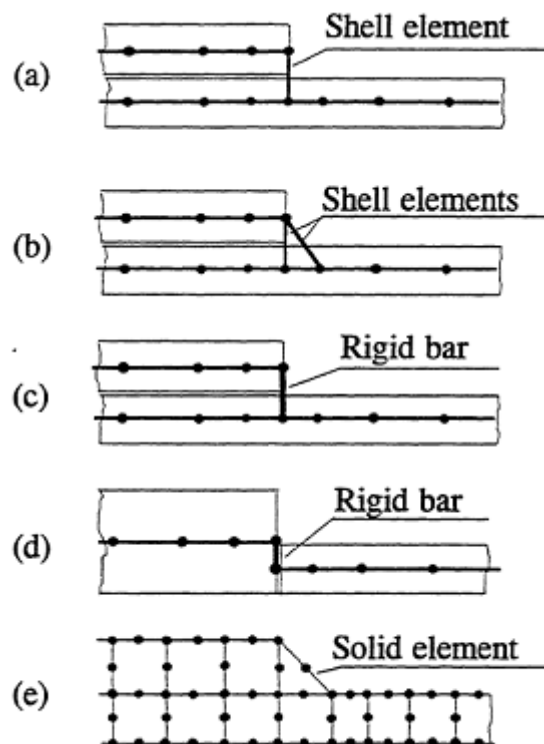 Shell element
(a)
Shell elements
(b)
Rigid bar
(c)
Rigid bar
(d)
Solid element
(e)